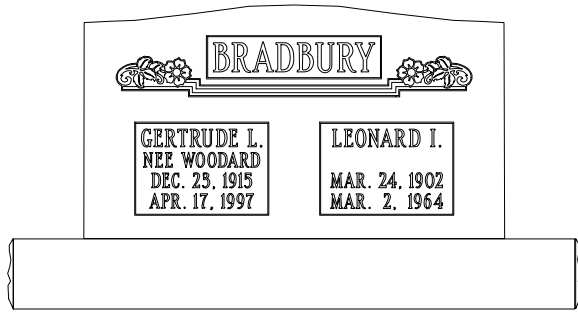 BRADBURY
GERTRUDE L.
NEE WOODARD
DEC. 23, 1915
APR. 17, 1997
LEONARD I.
MAR. 24, 1902
MAR. 2, 1964